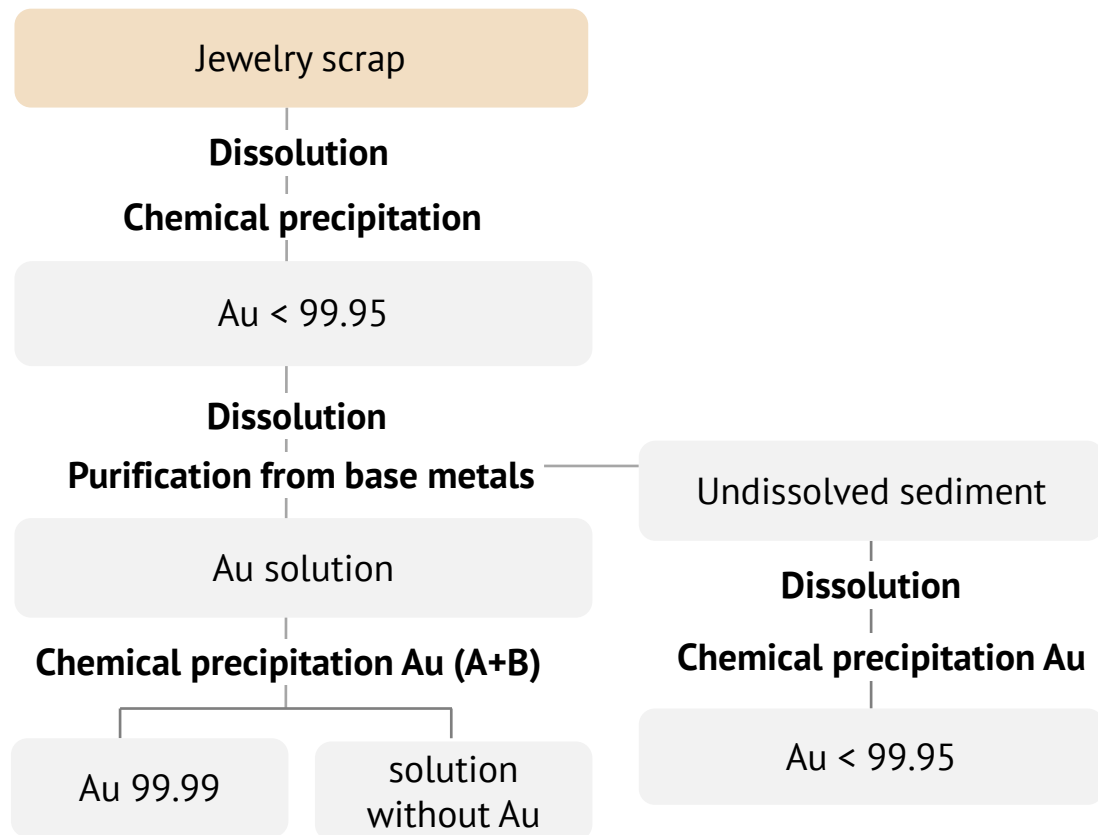 Jewelry scrap
Dissolution
Chemical precipitation
Au < 99.95
Dissolution
Purification from base metals
Au solution
Chemical precipitation Au (A+B)
Au 99.99
solution
without Au
Undissolved sediment
Dissolution
Chemical precipitation Au
Au < 99.95